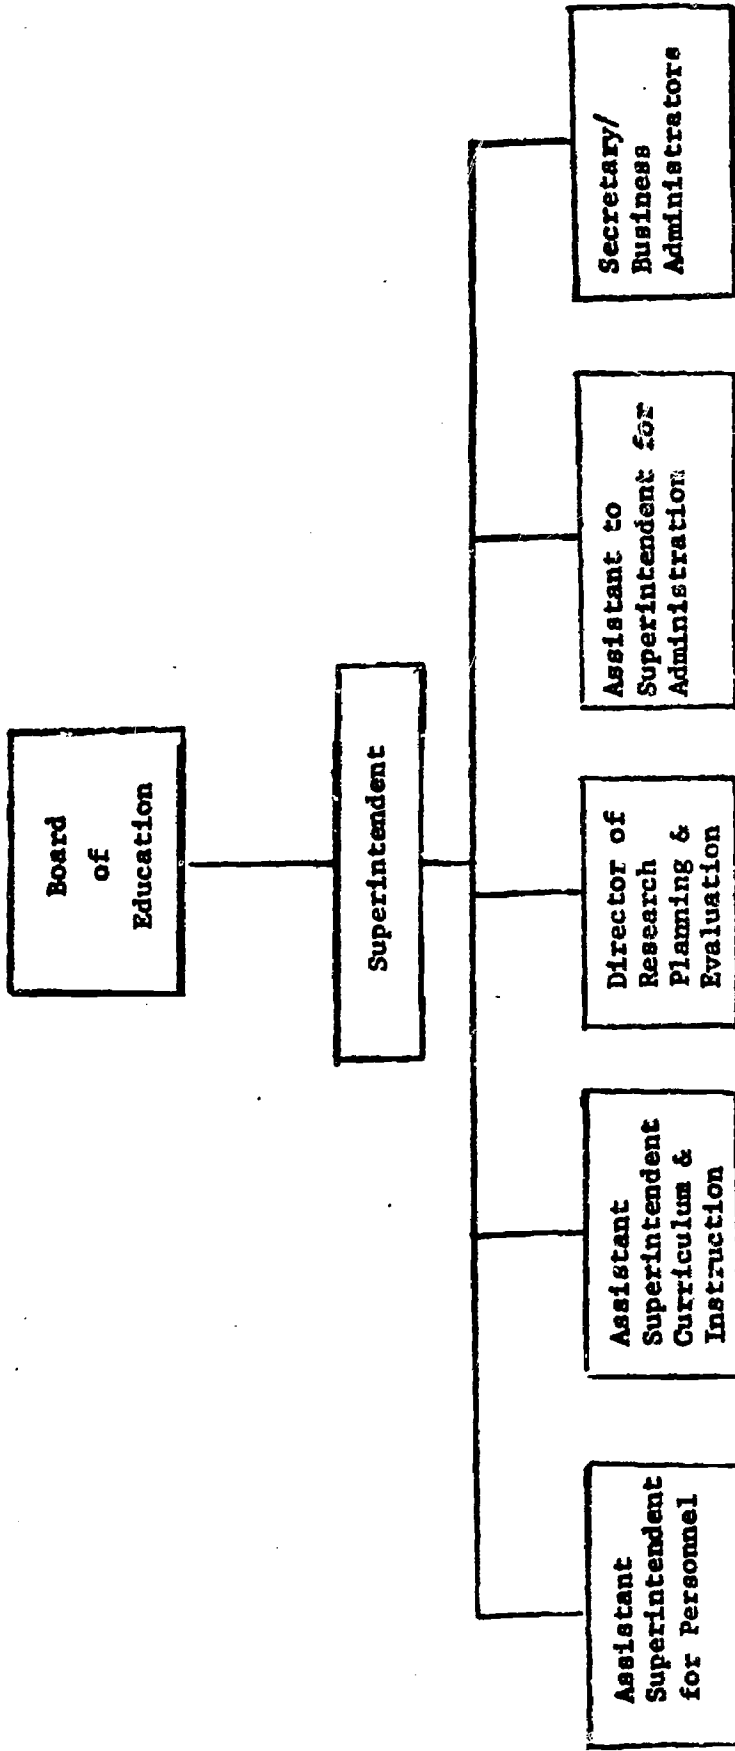 Board
of
Education
Superintendent
Assistant
Superintendent
for Personnel
Assistant
Superintendent
Curriculum &
Instruction
Director of
Research
Planning &
Evaluation
Assistant to
Superintendent for
Administration
Secretary/
Business
Administrators